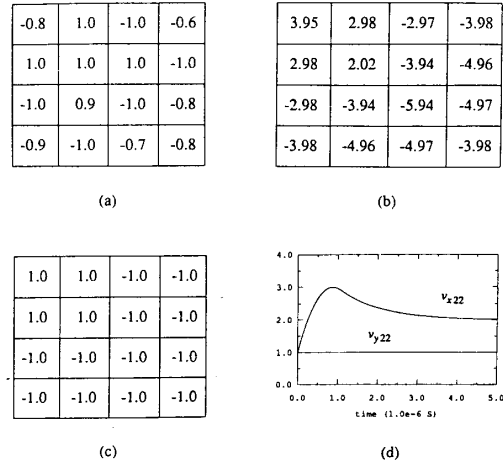 -0.8 1.0 -1.0 -0.6
1.0 1.0 1.0 -1.0
-1.0 0.9 -1.0 -0.8
-0.9 -1.0 -0.7 -0.8
(a)
3.95 2.98 -2.97 -3.98
2.98 2.02 -3.94 -4.96
-2.98 -3.94 -5.94 -4.97
-3.98 -4.96 -4.97 -3.98
(b)
1.0 1.0 -1.0 -1.0
1.0 1.0 -1.0 -1.0
-1.0 -1.0 -1.0 -1.0
-1.0 -1.0 -1.0 -1.0
(c)
4.0
3.0
2.0
1.0
0.0
vx22
vy22
0.0 1.0 2.0 3.0 4.0 5.0
time (1.0e-6 S)
(d)